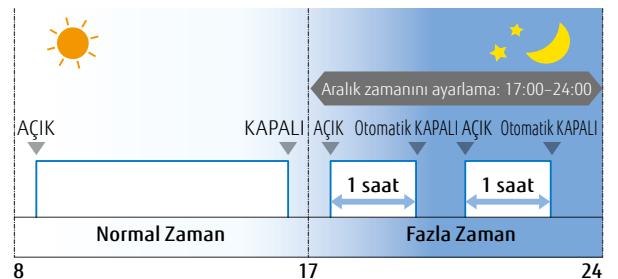 Aralık zamanını ayarlama: 17:00–24:00
AÇIK KAPALI AÇIK Otomatik KAPALI AÇIK Otomatik KAPALI
1 saat 1 saat
Normal Zaman Fazla Zaman
8 17 24